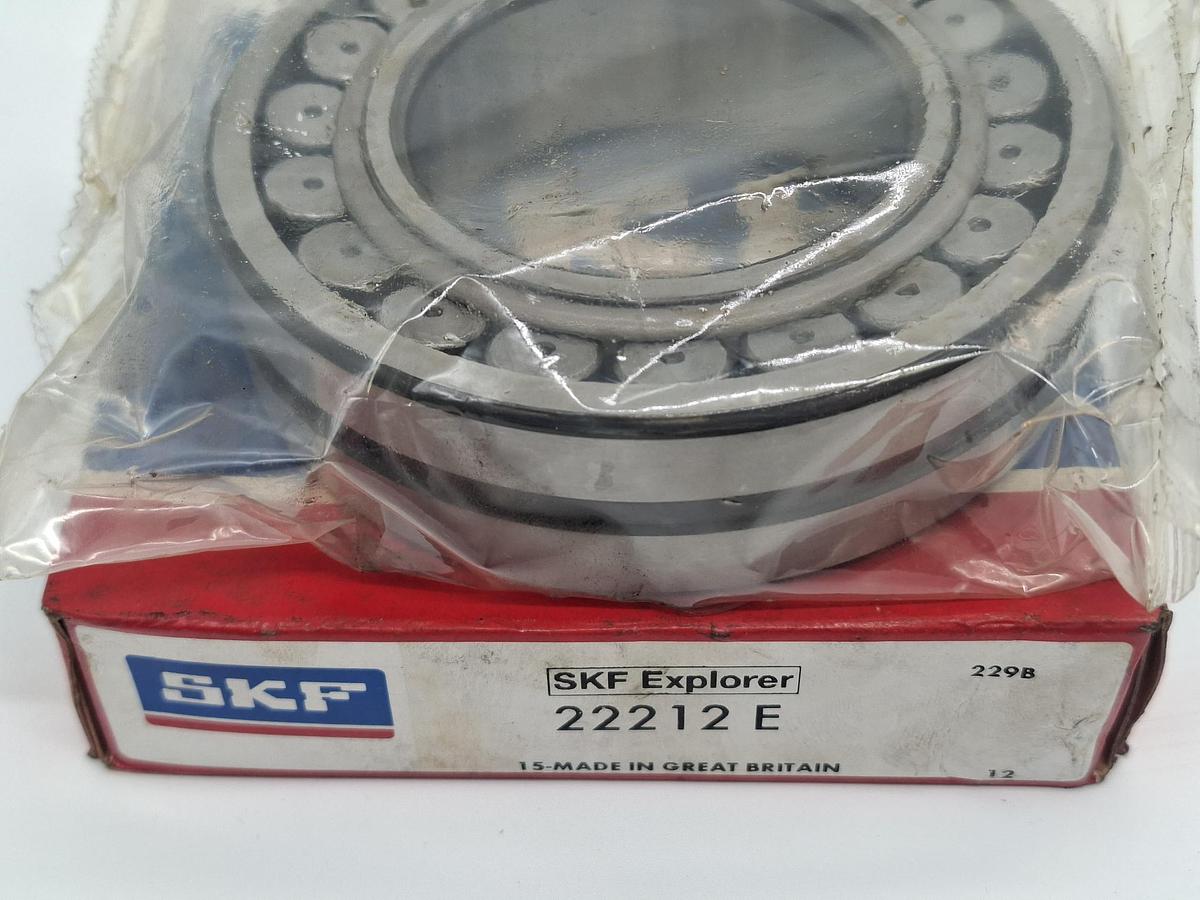 SKF
SKF Explorer
229B
22212 E
15-MADE IN GREAT BRITAIN
12